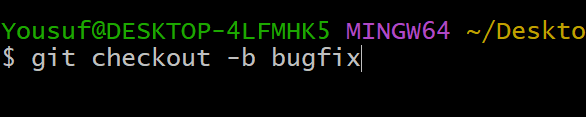 Yousuf@DESKTOP-4LFMHK5 MINGW64 ~/Deskto
$ git checkout -b bugfix